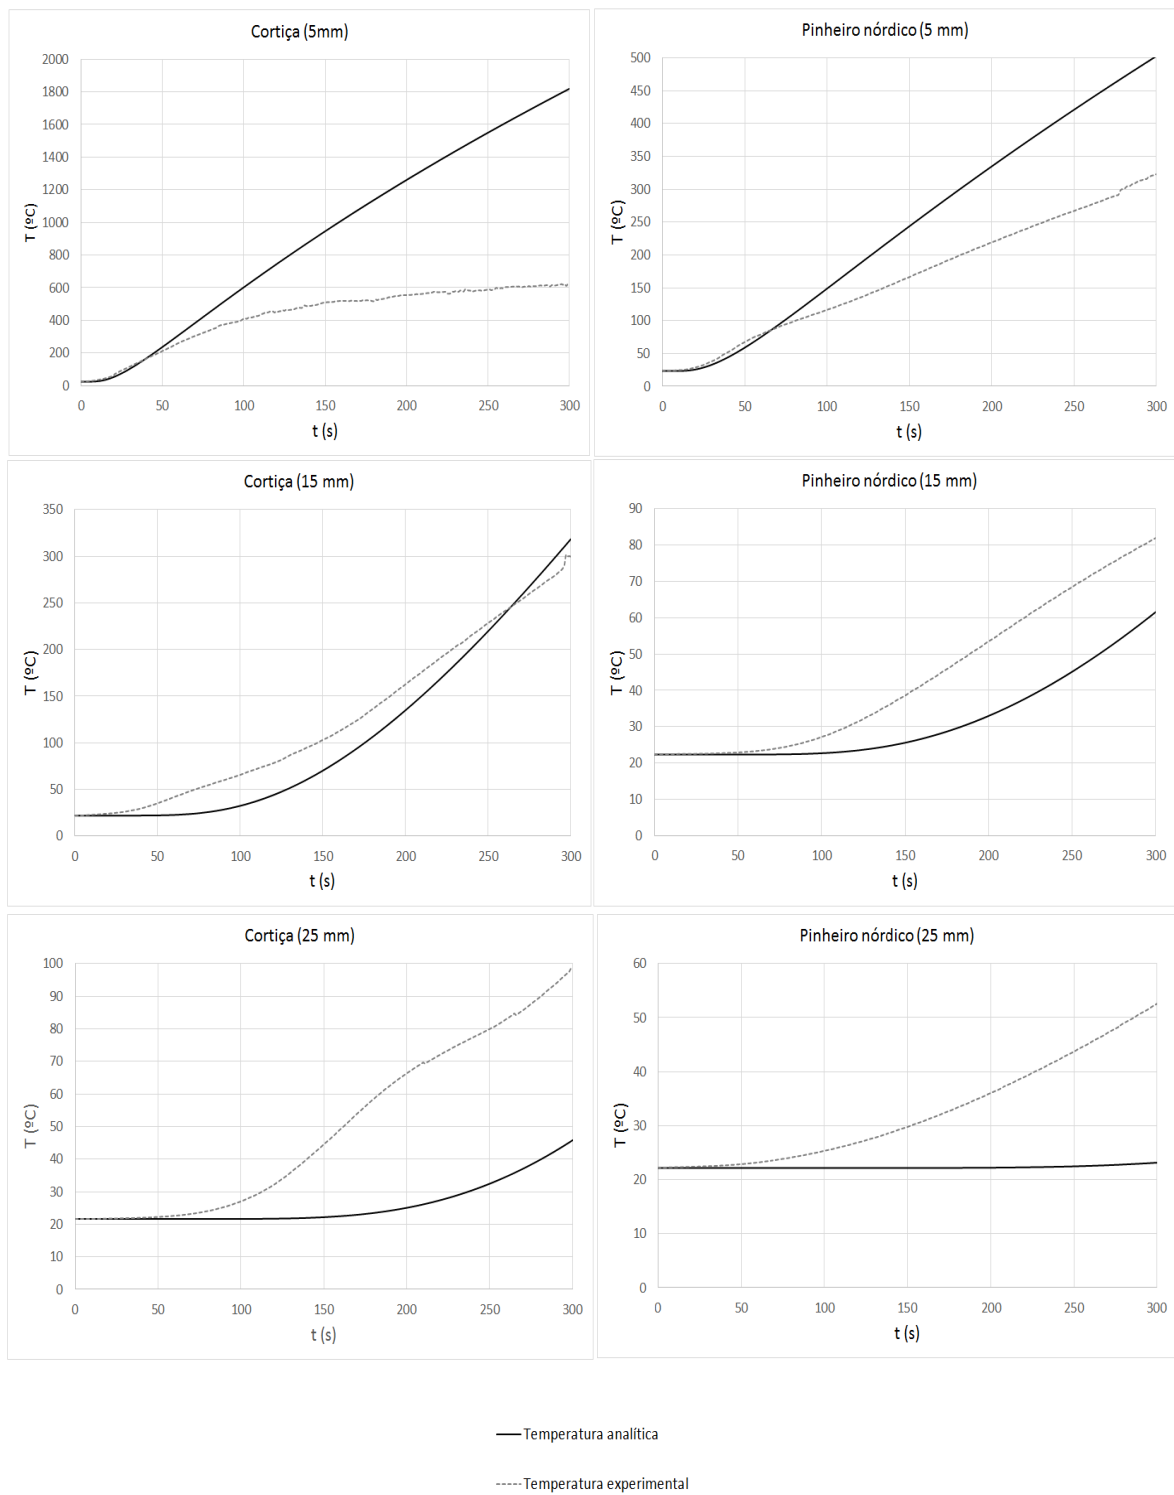 Cortiça (5mm)
2000
1800
1600
1400
1200
1000
800
600
400
200
0
T (ºC)
0 50 100 150 200 250 300
t (s)
Pinheiro nórdico (5 mm)
500
450
400
350
300
250
200
150
100
50
0
T (ºC)
0 50 100 150 200 250 300
t (s)
Cortiça (15 mm)
350
300
250
200
150
100
50
0
T (ºC)
0 50 100 150 200 250 300
t (s)
Pinheiro nórdico (15 mm)
90
80
70
60
50
40
30
20
10
0
T (ºC)
0 50 100 150 200 250 300
t (s)
Cortiça (25 mm)
100
90
80
70
60
50
40
30
20
10
0
T (ºC)
0 50 100 150 200 250 300
t (s)
Pinheiro nórdico (25 mm)
60
50
40
30
20
10
0
T (ºC)
0 50 100 150 200 250 300
t (s)
Temperatura analítica
Temperatura experimental